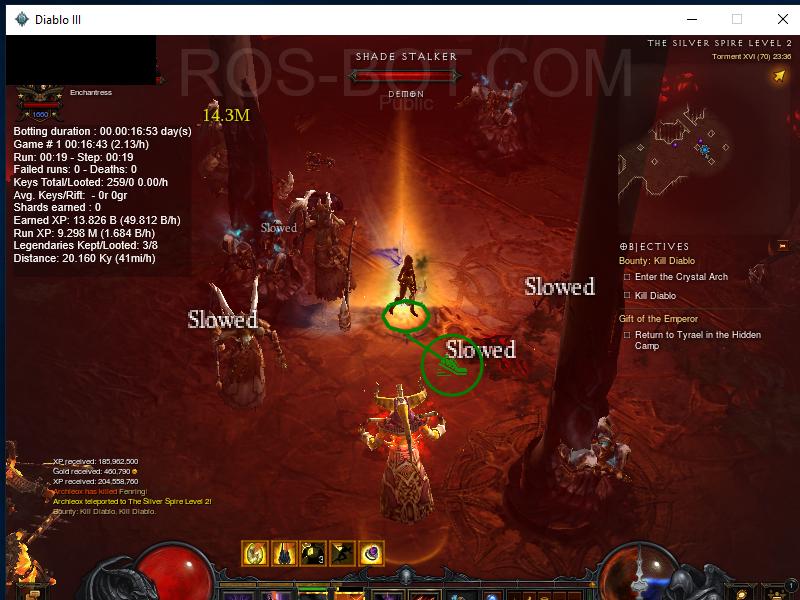 Diablo III
ROS-BOT.COM
Public
THE SILVER SPIRE LEVEL 2
Torment XVI (70) 23:36
SHADE STALKER
DEMON
Enchantress
1660
14.3M
Botting duration : 00.00:16:53 day(s)
Game # 1 00:16:43 (2.13/h)
Run: 00:19 - Step: 00:19
Failed runs: 0 - Deaths: 0
Keys Total/Looted: 259/0 0.00/h
Avg. Keys/Rift: - 0r 0gr
Shards earned : 0
Earned XP: 13.826 B (49.812 B/h)
Run XP: 9.298 M (1.684 B/h)
Legendaries Kept/Looted: 3/8
Distance: 20.160 Ky (41mi/h)
Slowed
Slowed
Slowed
Slowed
OBJECTIVES
Bounty: Kill Diablo
Enter the Crystal Arch
Kill Diablo
Gift of the Emperor
Return to Tyrael in the Hidden
Camp
XP received: 185,962,500
Gold received: 460,790
XP received: 204,558,760
Archleox has killed Fenring!
Archleox teleported to The Silver Spire Level 2!
Bounty: Kill Diablo, Kill Diablo.
3
1